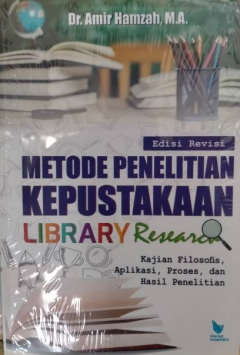 Dr. Amir Hamzah, M.A.
Edisi Revisi
METODE PENELITIAN
KEPUSTAKAAN
LIBRARY Research
Kajian Filosofis,
Aplikasi, Proses, dan
Hasil Penelitian